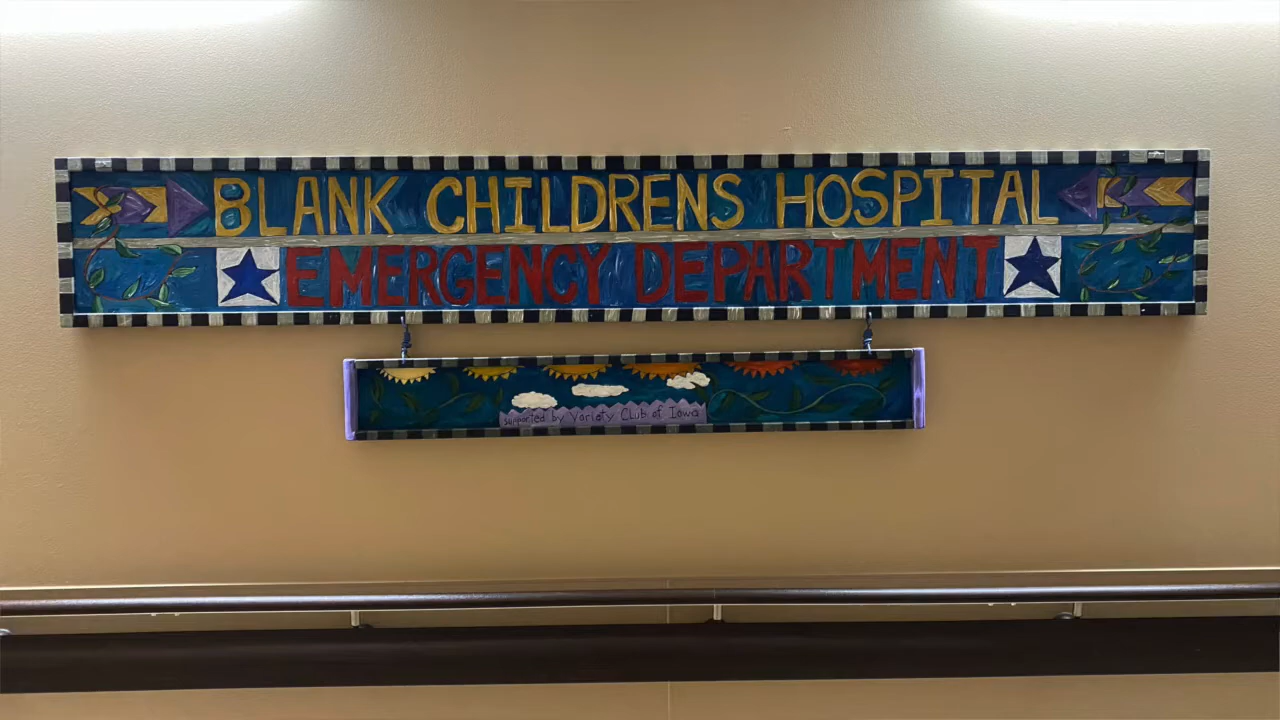 BLANK CHILDRENS HOSPITAL
EMERGENCY DEPARTMENT
supported by Variety Club of Iowa